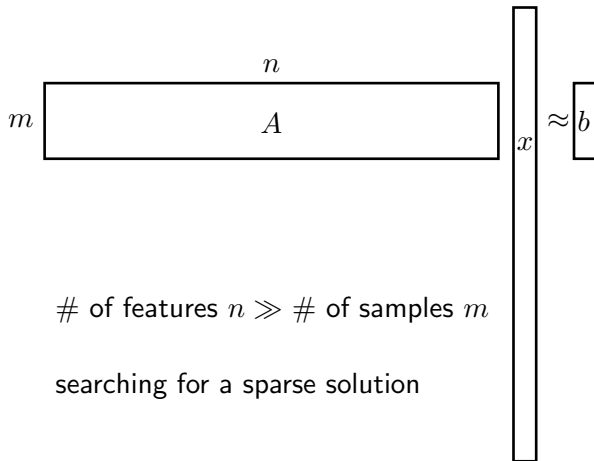 n
m A x ≈ b
# of features n ≫ # of samples m
searching for a sparse solution